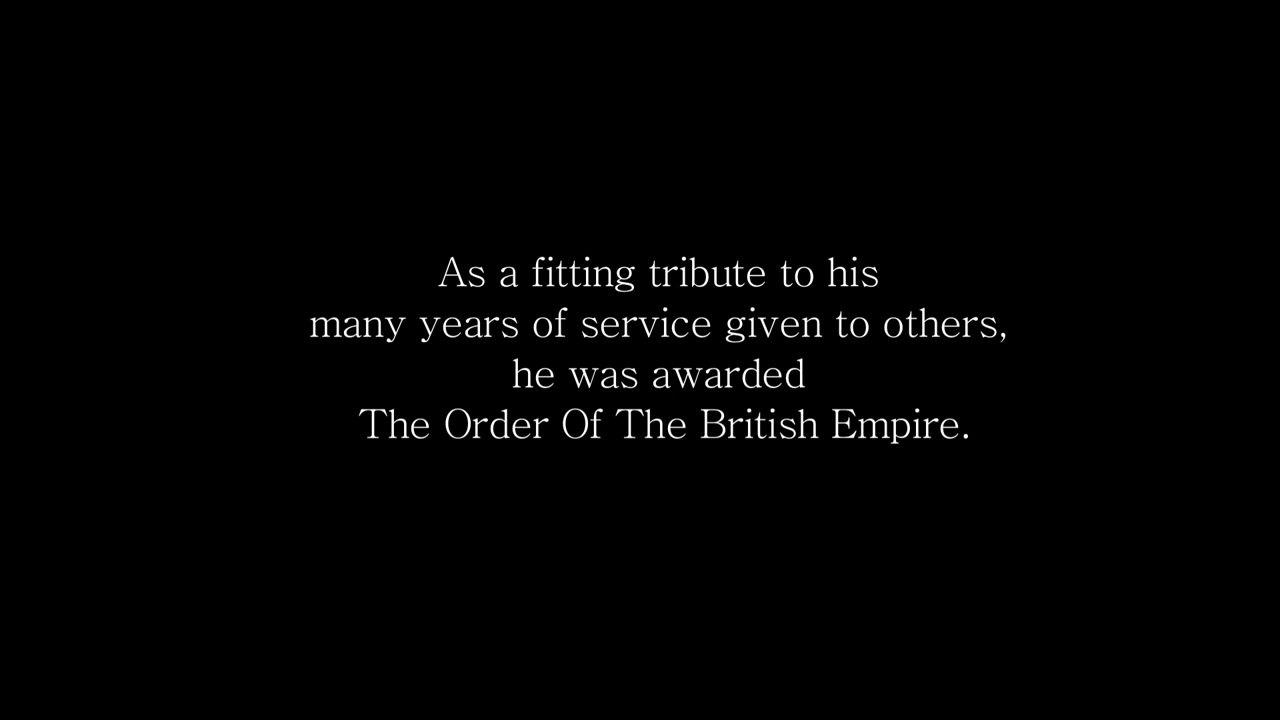 As a fitting tribute to his
many years of service given to others,
he was awarded
The Order Of The British Empire.